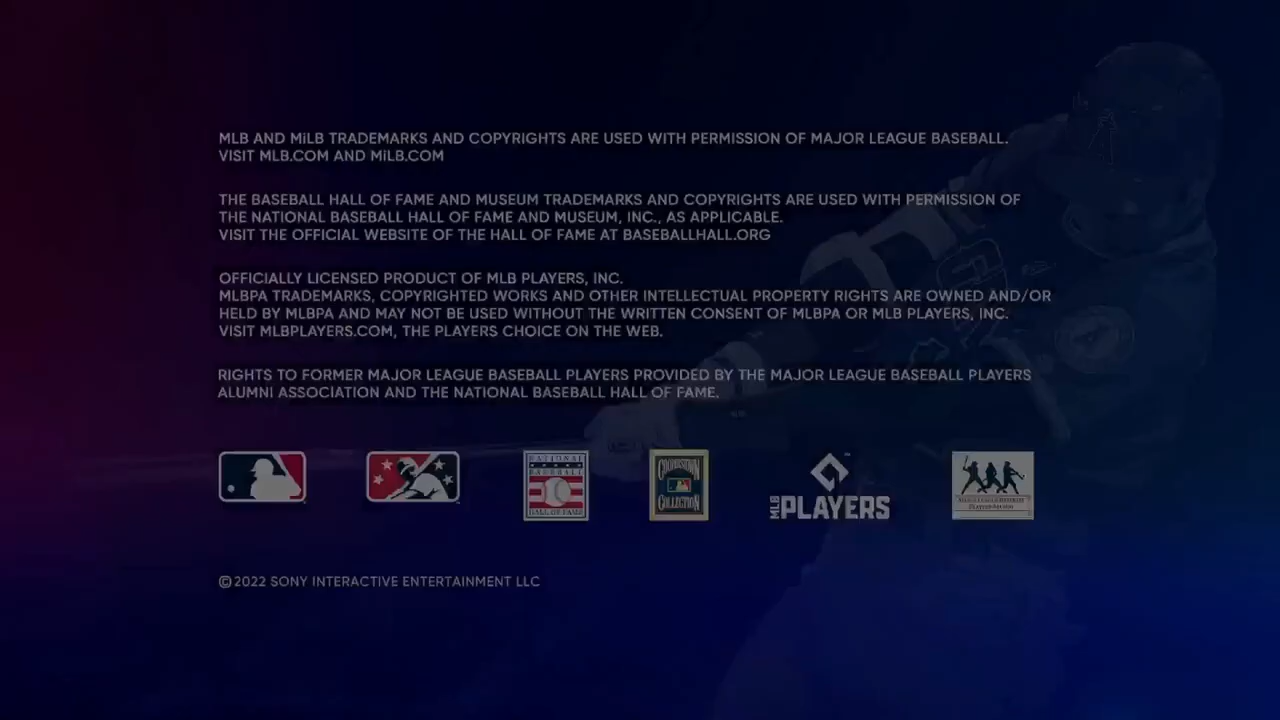 MLB AND MiLB TRADEMARKS AND COPYRIGHTS ARE USED WITH PERMISSION OF MAJOR LEAGUE BASEBALL.
VISIT MLB.COM AND MiLB.COM
THE BASEBALL HALL OF FAME AND MUSEUM TRADEMARKS AND COPYRIGHTS ARE USED WITH PERMISSION OF
THE NATIONAL BASEBALL HALL OF FAME AND MUSEUM, INC., AS APPLICABLE.
VISIT THE OFFICIAL WEBSITE OF THE HALL OF FAME AT BASEBALLHALL.ORG
OFFICIALLY LICENSED PRODUCT OF MLB PLAYERS, INC.
MLBPA TRADEMARKS, COPYRIGHTED WORKS AND OTHER INTELLECTUAL PROPERTY RIGHTS ARE OWNED AND/OR
HELD BY MLBPA AND MAY NOT BE USED WITHOUT THE WRITTEN CONSENT OF MLBPA OR MLB PLAYERS, INC.
VISIT MLBPLAYERS.COM, THE PLAYERS CHOICE ON THE WEB.
RIGHTS TO FORMER MAJOR LEAGUE BASEBALL PLAYERS PROVIDED BY THE MAJOR LEAGUE BASEBALL PLAYERS
ALUMNI ASSOCIATION AND THE NATIONAL BASEBALL HALL OF FAME.
NATIONAL
BASEBALL
HALL OF FAME
COOPERSTOWN
COLLECTION
MLB PLAYERS
©2022 SONY INTERACTIVE ENTERTAINMENT LLC